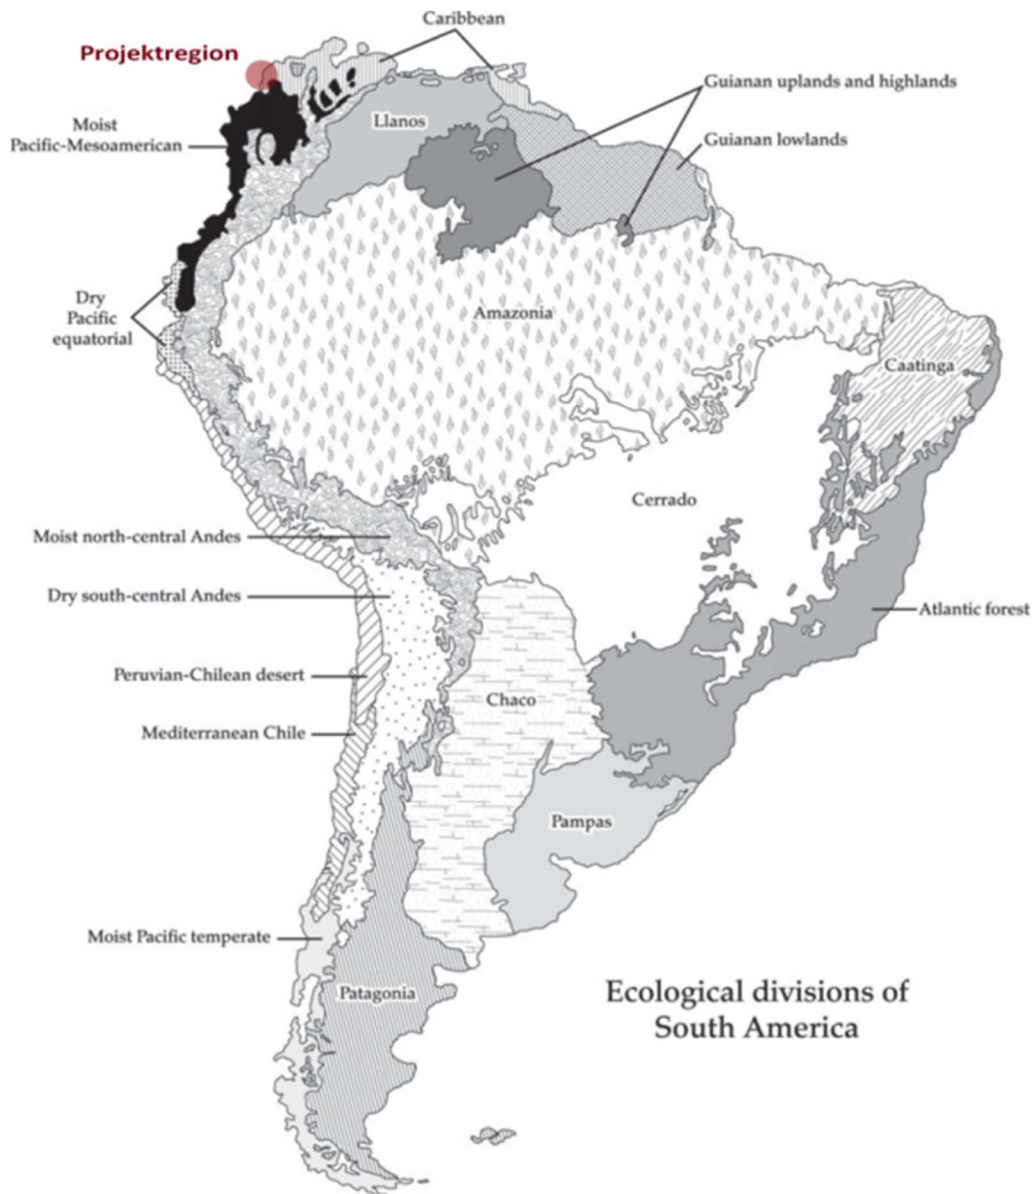 Caribbean
Projektregion
Guianan uplands and highlands
Moist
Pacific-Mesoamerican
Llanos
Guianan lowlands
Dry
Pacific
equatorial
Amazonia
Caatinga
Cerrado
Moist north-central Andes
Dry south-central Andes
Atlantic forest
Peruvian-Chilean desert
Chaco
Mediterranean Chile
Pampas
Moist Pacific temperate
Patagonia
Ecological divisions of
South America